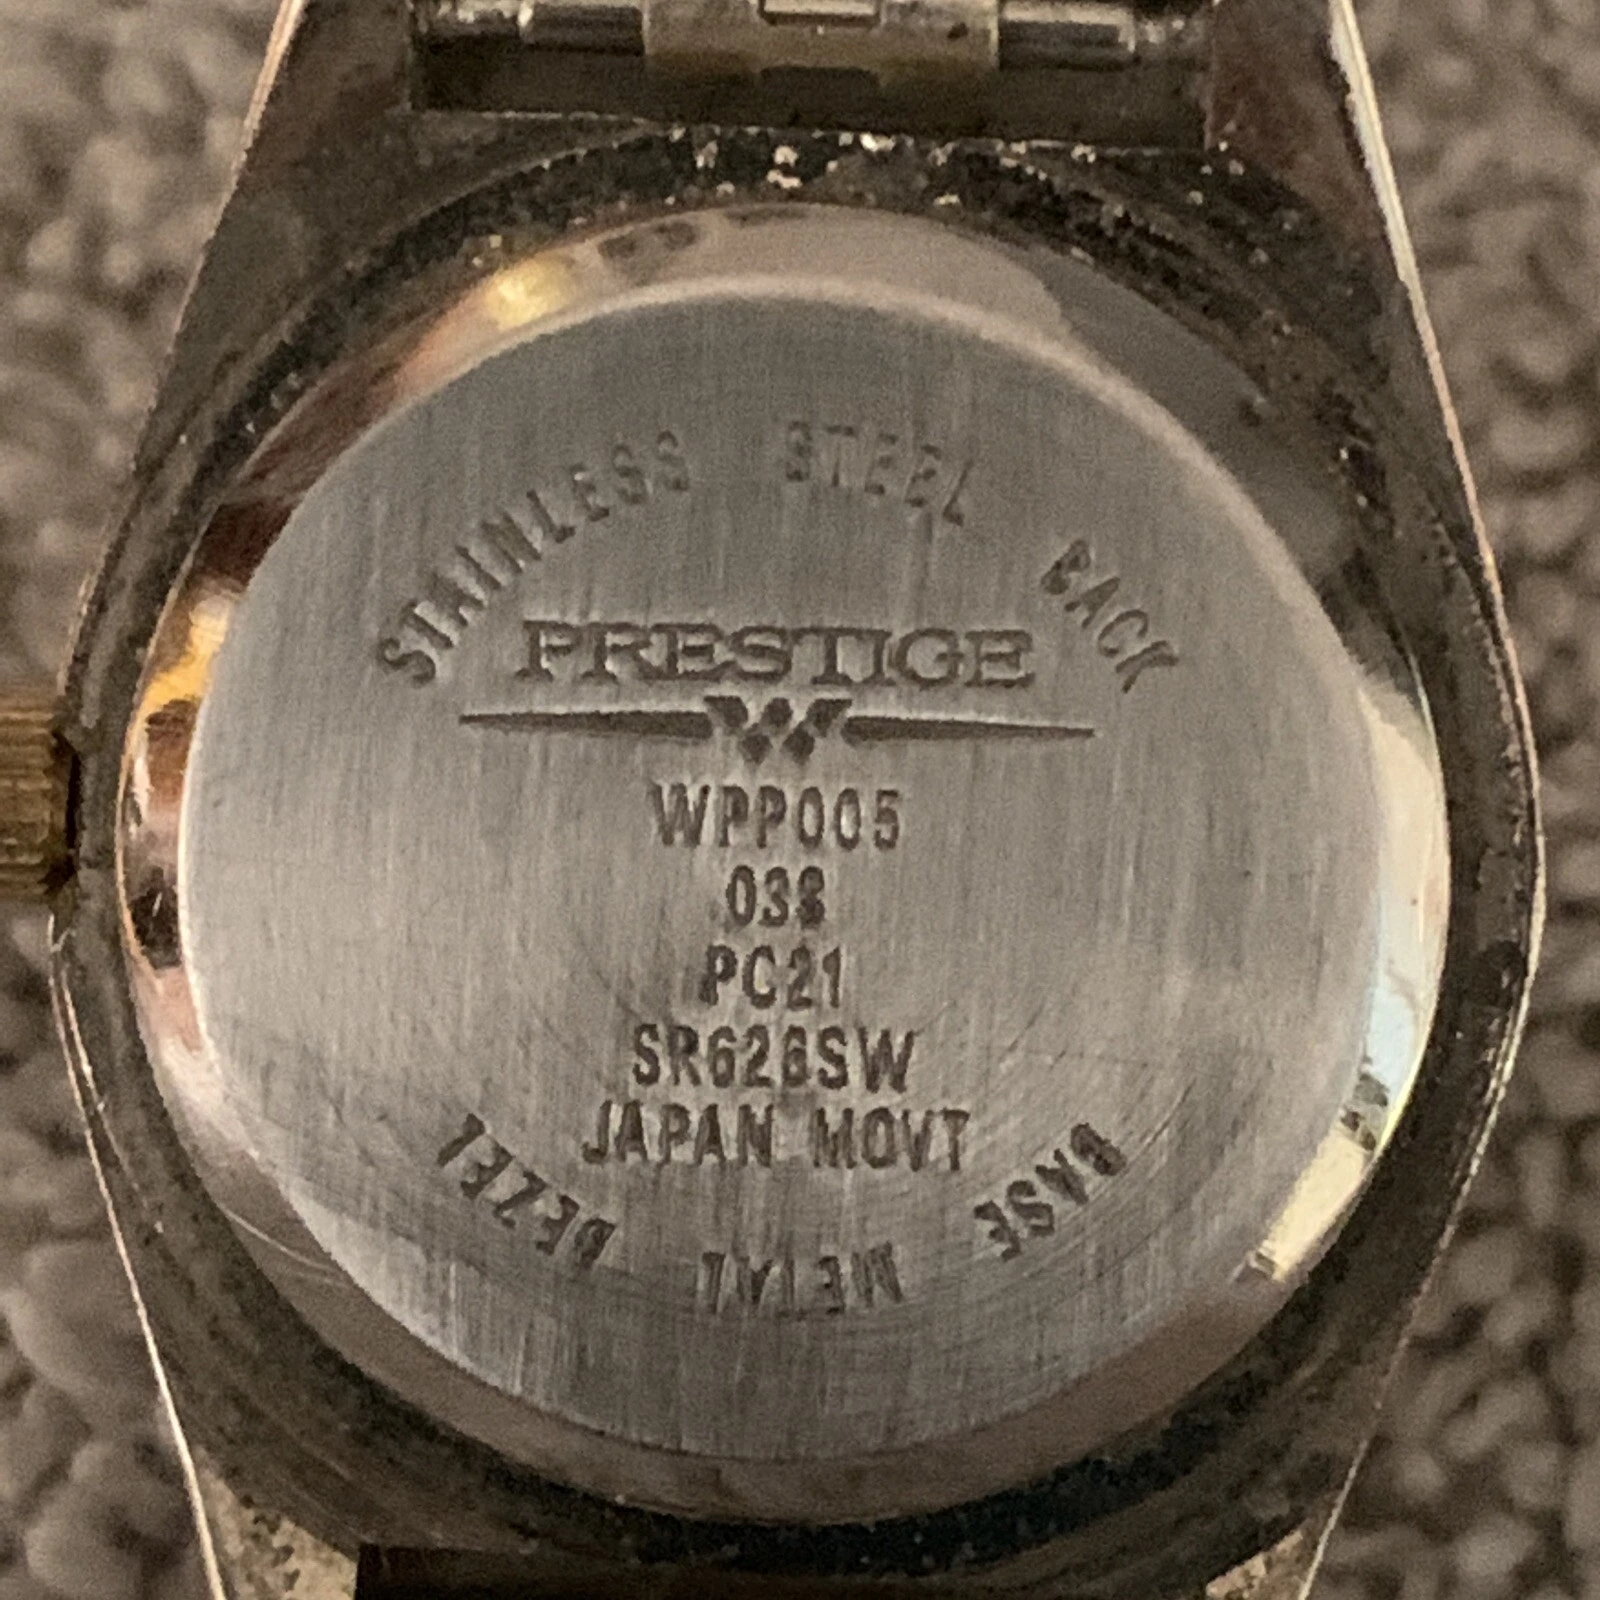 STAINLESS STEEL BACK
PRESTIGE
W
WPP005
038
PC21
SR626SW
JAPAN MOVT
BASE METAL BEZEL